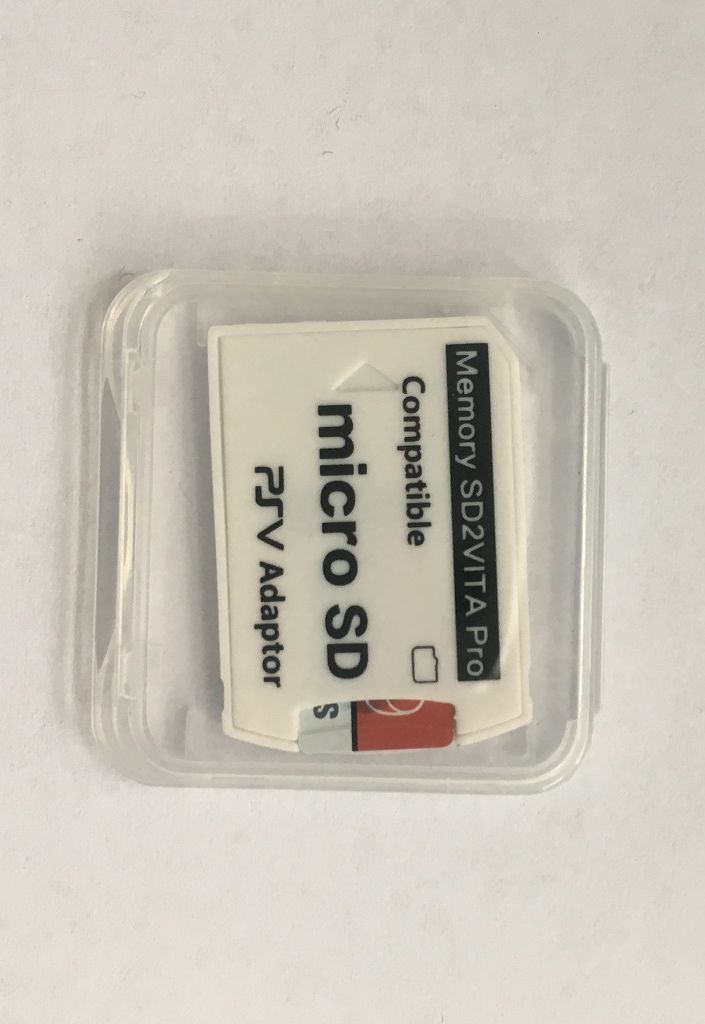 Memory SD2VITA Pro
Compatible
micro SD
PSV Adaptor
S